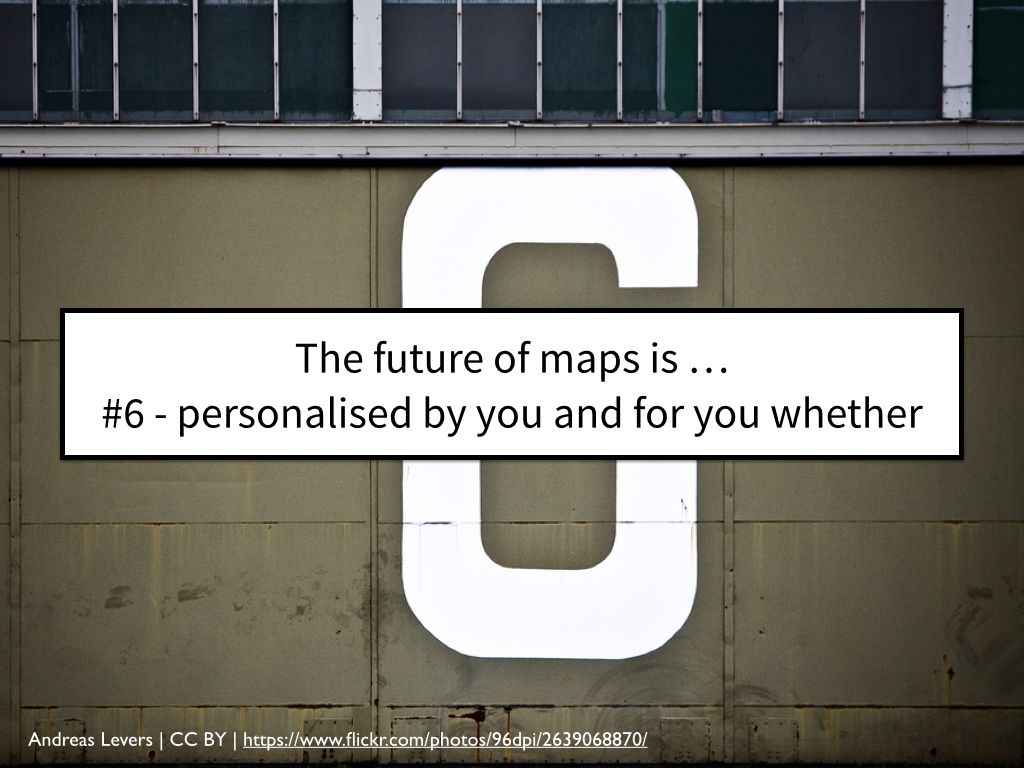 The future of maps is …
#6 - personalised by you and for you whether
Andreas Levers | CC BY | https://www.flickr.com/photos/96dpi/2639068870/